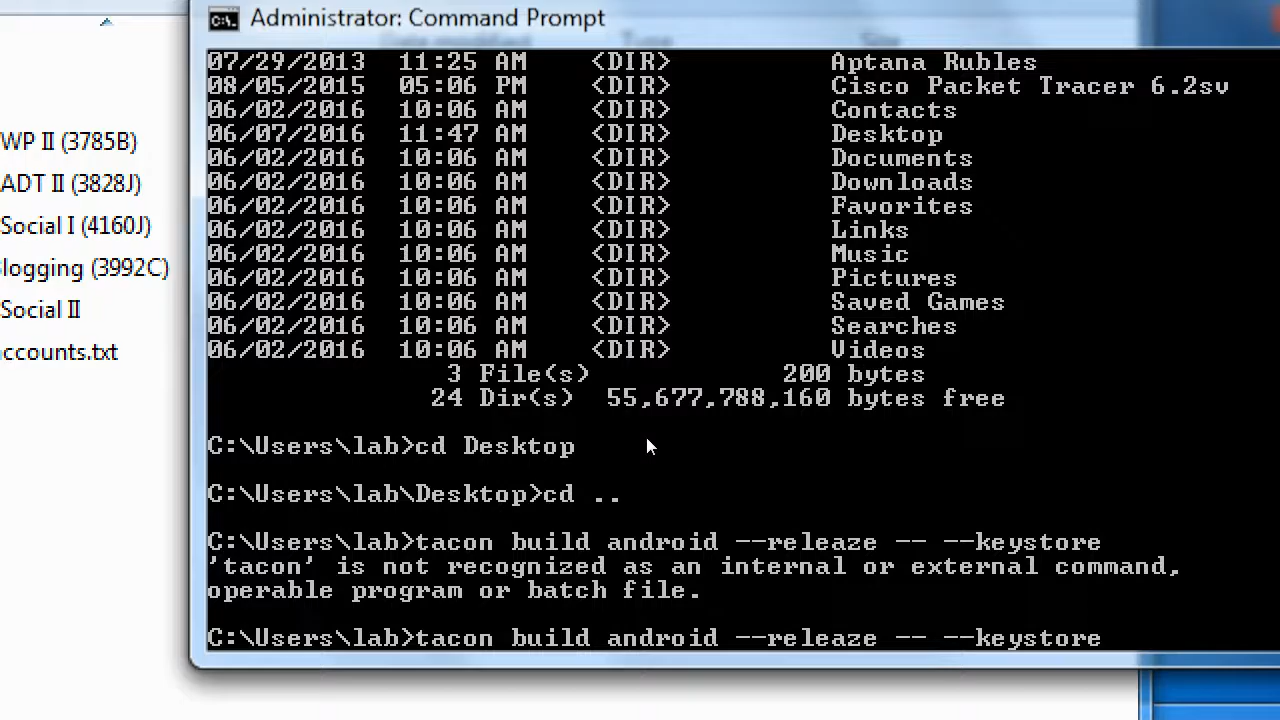 Administrator: Command Prompt
07/29/2013 11:25 AM <DIR> Aptana Rubles
08/05/2015 05:06 PM <DIR> Cisco Packet Tracer 6.2sv
06/02/2016 10:06 AM <DIR> Contacts
06/07/2016 11:47 AM <DIR> Desktop
06/02/2016 10:06 AM <DIR> Documents
06/02/2016 10:06 AM <DIR> Downloads
06/02/2016 10:06 AM <DIR> Favorites
06/02/2016 10:06 AM <DIR> Links
06/02/2016 10:06 AM <DIR> Music
06/02/2016 10:06 AM <DIR> Pictures
06/02/2016 10:06 AM <DIR> Saved Games
06/02/2016 10:06 AM <DIR> Searches
06/02/2016 10:06 AM <DIR> Videos
3 File(s) 200 bytes
24 Dir(s) 55,677,788,160 bytes free
C:\Users\lab>cd Desktop
C:\Users\lab\Desktop>cd ..
C:\Users\lab>tacon build android --releaze -- --keystore
'tacon' is not recognized as an internal or external command,
operable program or batch file.
C:\Users\lab>tacon build android --releaze -- --keystore
WP II (3785B)
ADT II (3828J)
Social I (4160J)
logging (3992C)
Social II
ccounts.txt